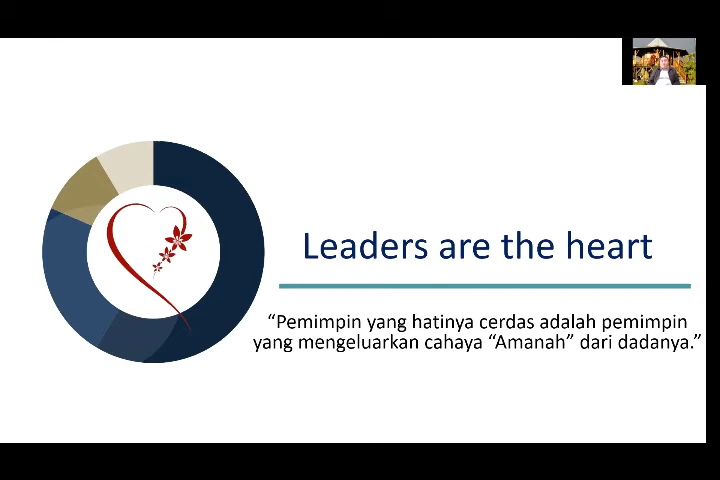 Leaders are the heart
“Pemimpin yang hatinya cerdas adalah pemimpin
yang mengeluarkan cahaya “Amanah” dari dadanya.”